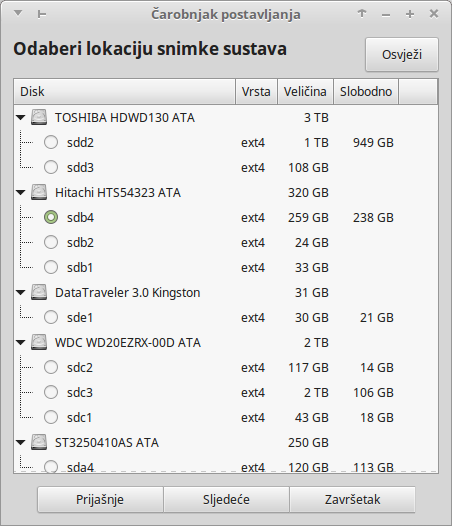 Čarobnjak postavljanja
Odaberi lokaciju snimke sustava
Osvježi
Disk Vrsta Veličina Slobodno
TOSHIBA HDWD130 ATA 3 TB
sdd2 ext4 1 TB 949 GB
sdd3 ext4 108 GB
Hitachi HTS54323 ATA 320 GB
sdb4 ext4 259 GB 238 GB
sdb2 ext4 24 GB
sdb1 ext4 33 GB
DataTraveler 3.0 Kingston 31 GB
sde1 ext4 30 GB 21 GB
WDC WD20EZRX-00D ATA 2 TB
sdc2 ext4 117 GB 14 GB
sdc3 ext4 2 TB 106 GB
sdc1 ext4 43 GB 18 GB
ST3250410AS ATA 250 GB
sda4 ext4 120 GB 113 GB
Prijašnje Sljedeće Završetak